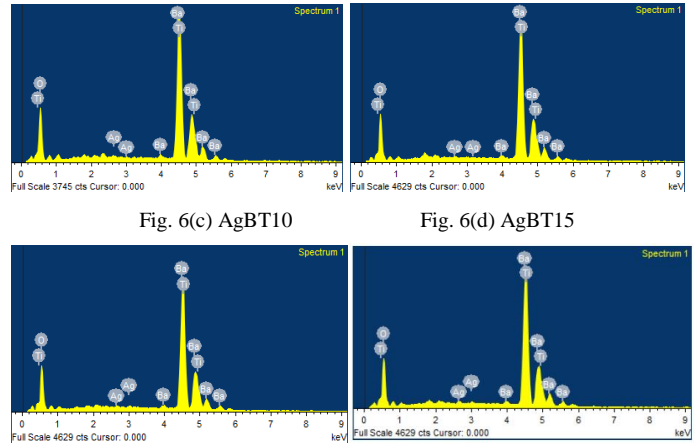 Spectrum 1
Ba
Ti
O
Ti
Ba
Ti
Ag
Ag
Ba
Ba
Ba
0 1 2 3 4 5 6 7 8 9
Full Scale 3745 cts Cursor: 0.000 keV
Spectrum 1
Ba
Ti
O
Ti
Ba
Ti
Ag
Ag
Ba
Ba
Ba
0 1 2 3 4 5 6 7 8 9
Full Scale 4629 cts Cursor: 0.000 keV
Fig. 6(c) AgBT10
Fig. 6(d) AgBT15
Spectrum 1
Ba
Ti
O
Ti
Ba
Ti
Ag
Ag
Ba
Ba
Ba
0 1 2 3 4 5 6 7 8 9
Full Scale 4629 cts Cursor: 0.000 keV
Spectrum 1
Ba
Ti
O
Ti
Ba
Ti
Ag
Ag
Ba
Ba
Ba
0 1 2 3 4 5 6 7 8 9
Full Scale 4629 cts Cursor: 0.000 keV